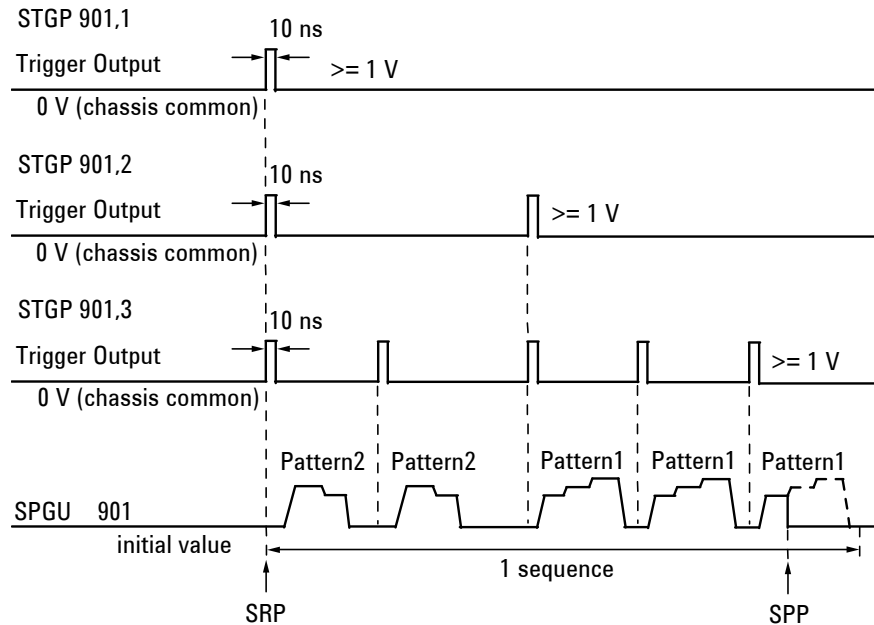 STGP 901,1
10 ns
Trigger Output
>= 1 V
0 V (chassis common)
STGP 901,2
10 ns
Trigger Output
>= 1 V
0 V (chassis common)
STGP 901,3
10 ns
Trigger Output
>= 1 V
0 V (chassis common)
Pattern2 Pattern2 Pattern1 Pattern1 Pattern1
SPGU 901
initial value
1 sequence
SRP SPP